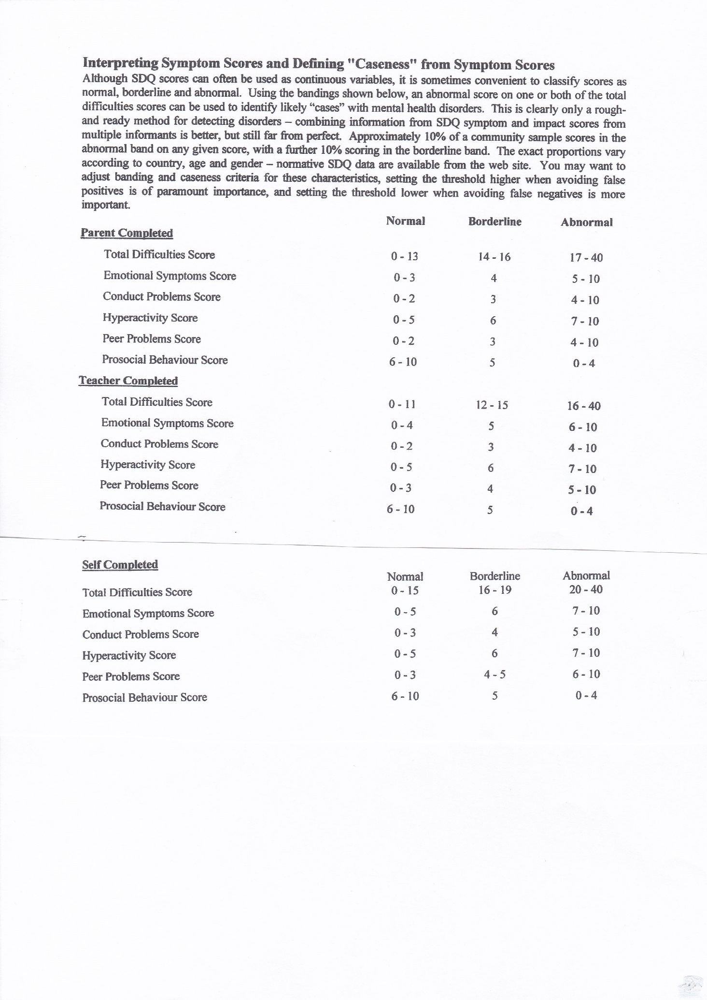 Interpreting Symptom Scores and Defining "Caseness" from Symptom Scores
Although SDQ scores can often be used as continuous variables, it is sometimes convenient to classify scores as
normal, borderline and abnormal. Using the bandings shown below, an abnormal score on one or both of the total
difficulties scores can be used to identify likely “cases” with mental health disorders. This is clearly only a rough-
and ready method for detecting disorders – combining information from SDQ symptom and impact scores from
multiple informants is better, but still far from perfect. Approximately 10% of a community sample scores in the
abnormal band on any given score, with a further 10% scoring in the borderline band. The exact proportions vary
according to country, age and gender – normative SDQ data are available from the web site. You may want to
adjust banding and caseness criteria for these characteristics, setting the threshold higher when avoiding false
positives is of paramount importance, and setting the threshold lower when avoiding false negatives is more
important.
Normal Borderline Abnormal
Parent Completed
Total Difficulties Score 0 - 13 14 - 16 17 - 40
Emotional Symptoms Score 0 - 3 4 5 - 10
Conduct Problems Score 0 - 2 3 4 - 10
Hyperactivity Score 0 - 5 6 7 - 10
Peer Problems Score 0 - 2 3 4 - 10
Prosocial Behaviour Score 6 - 10 5 0 - 4
Teacher Completed
Total Difficulties Score 0 - 11 12 - 15 16 - 40
Emotional Symptoms Score 0 - 4 5 6 - 10
Conduct Problems Score 0 - 2 3 4 - 10
Hyperactivity Score 0 - 5 6 7 - 10
Peer Problems Score 0 - 3 4 5 - 10
Prosocial Behaviour Score 6 - 10 5 0 - 4
Self Completed
Normal Borderline Abnormal
Total Difficulties Score 0 - 15 16 - 19 20 - 40
Emotional Symptoms Score 0 - 5 6 7 - 10
Conduct Problems Score 0 - 3 4 5 - 10
Hyperactivity Score 0 - 5 6 7 - 10
Peer Problems Score 0 - 3 4 - 5 6 - 10
Prosocial Behaviour Score 6 - 10 5 0 - 4